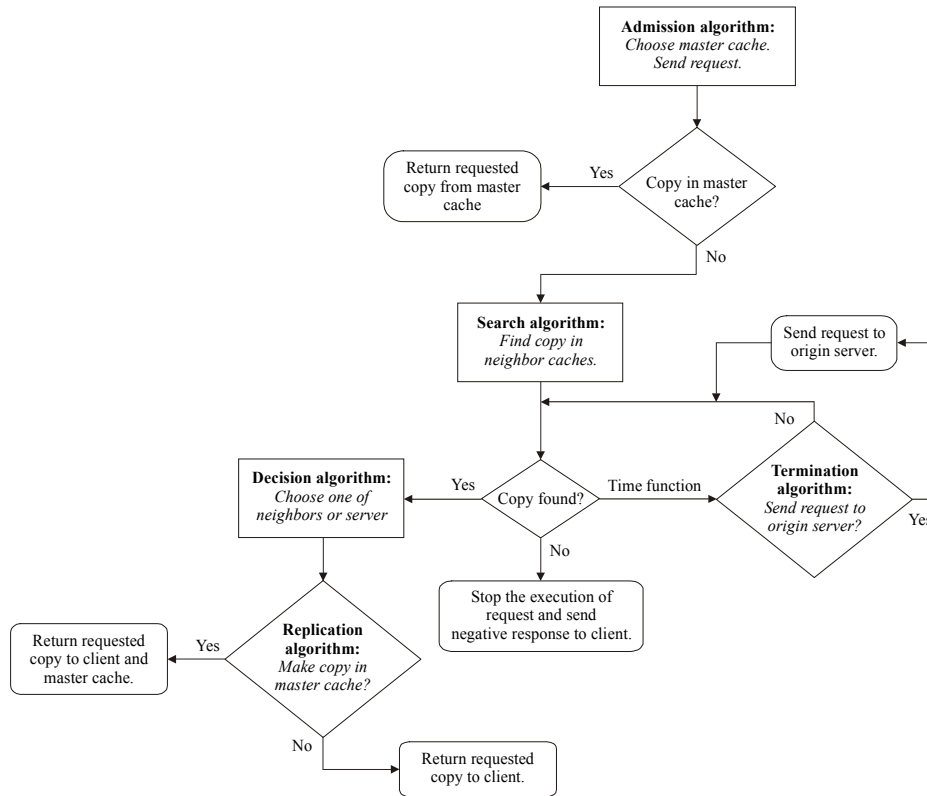 Admission algorithm:
Choose master cache.
Send request.
Return requested
copy from master
cache
Yes
Copy in master
cache?
No
Search algorithm:
Find copy in
neighbor caches.
Send request to
origin server.
No
Decision algorithm:
Choose one of
neighbors or server
Yes
Copy found?
Time function
Termination
algorithm:
Send request to
origin server?
Yes
No
Stop the execution of
request and send
negative response to client.
Return requested
copy to client and
master cache.
Yes
Replication
algorithm:
Make copy in
master cache?
No
Return requested
copy to client.